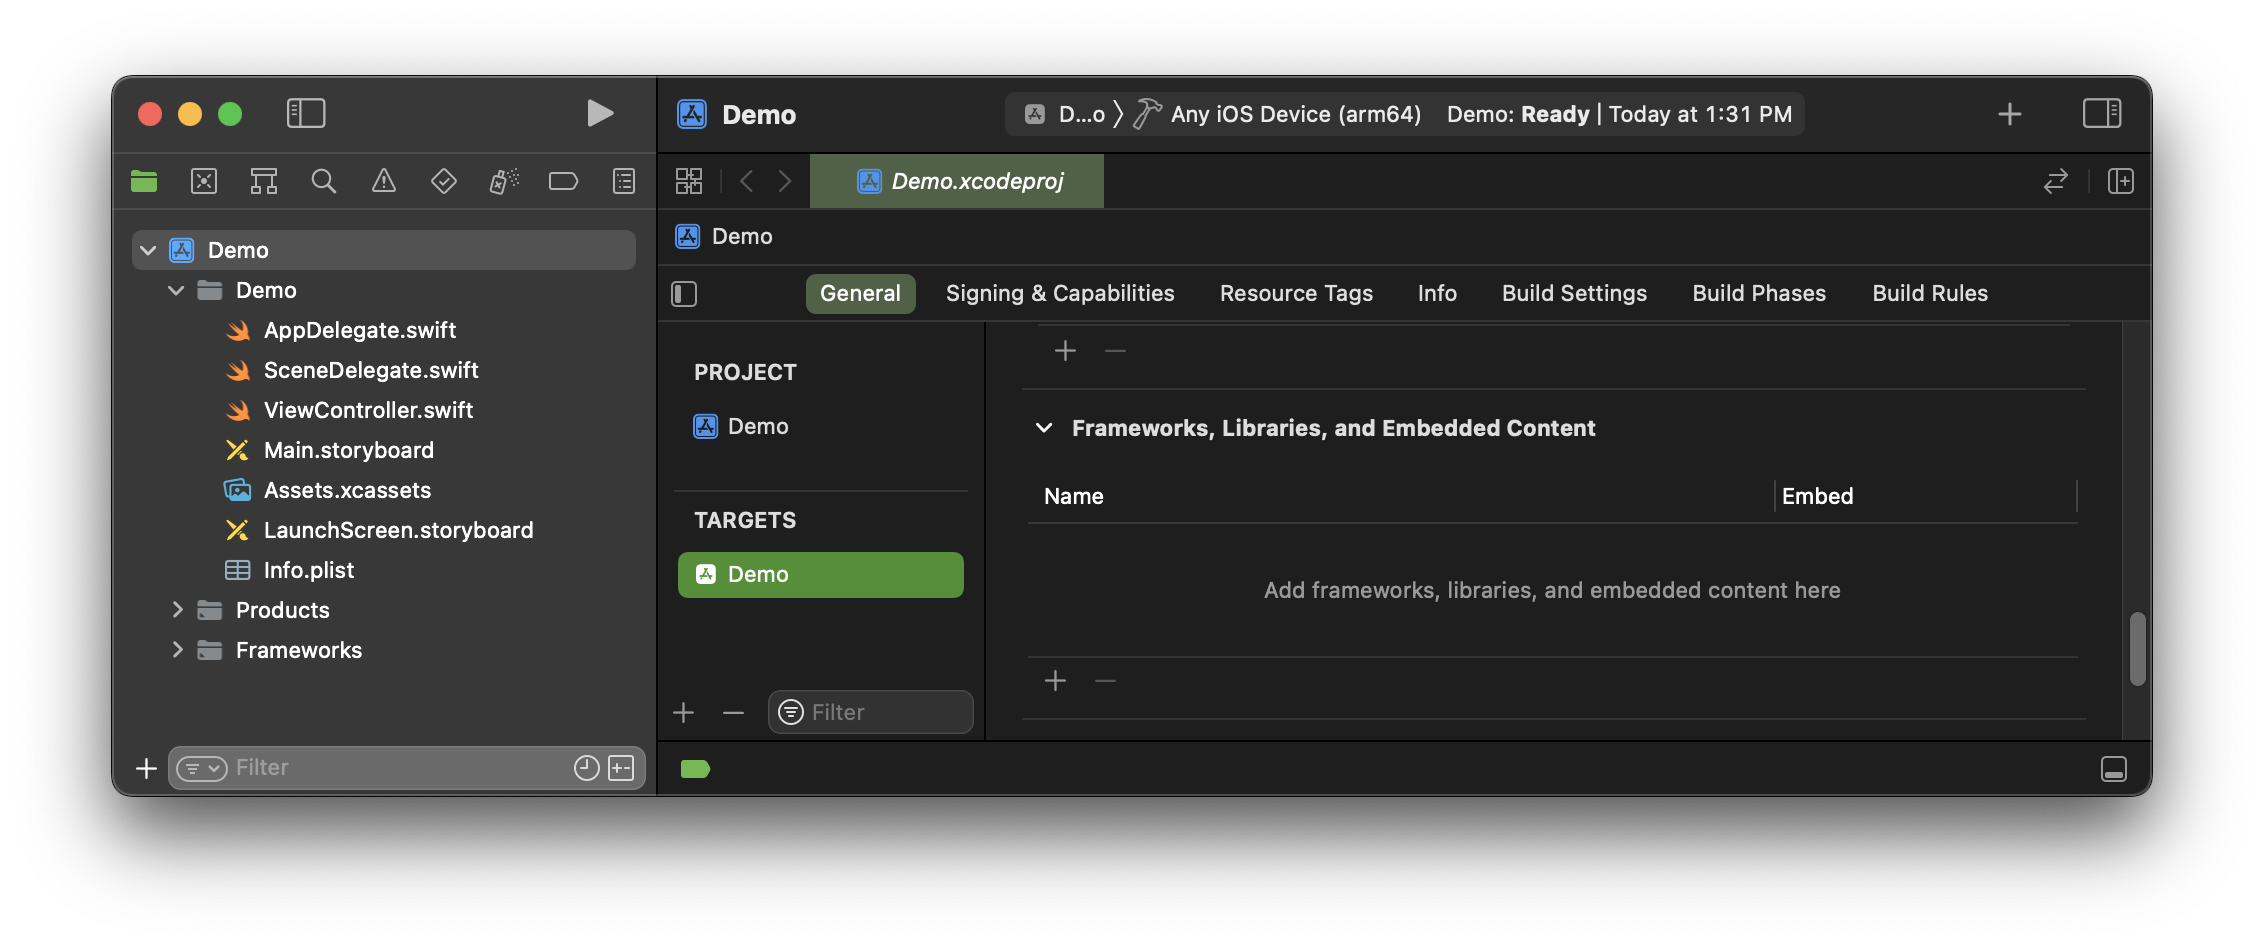 Demo
D...o 〉 Any iOS Device (arm64) Demo: Ready | Today at 1:31 PM
Demo.xcodeproj
Demo
General Signing & Capabilities Resource Tags Info Build Settings Build Phases Build Rules
Demo
Demo
AppDelegate.swift
SceneDelegate.swift
ViewController.swift
Main.storyboard
Assets.xcassets
LaunchScreen.storyboard
Info.plist
Products
Frameworks
Filter
PROJECT
Demo
TARGETS
Demo
Filter
Frameworks, Libraries, and Embedded Content
Name Embed
Add frameworks, libraries, and embedded content here